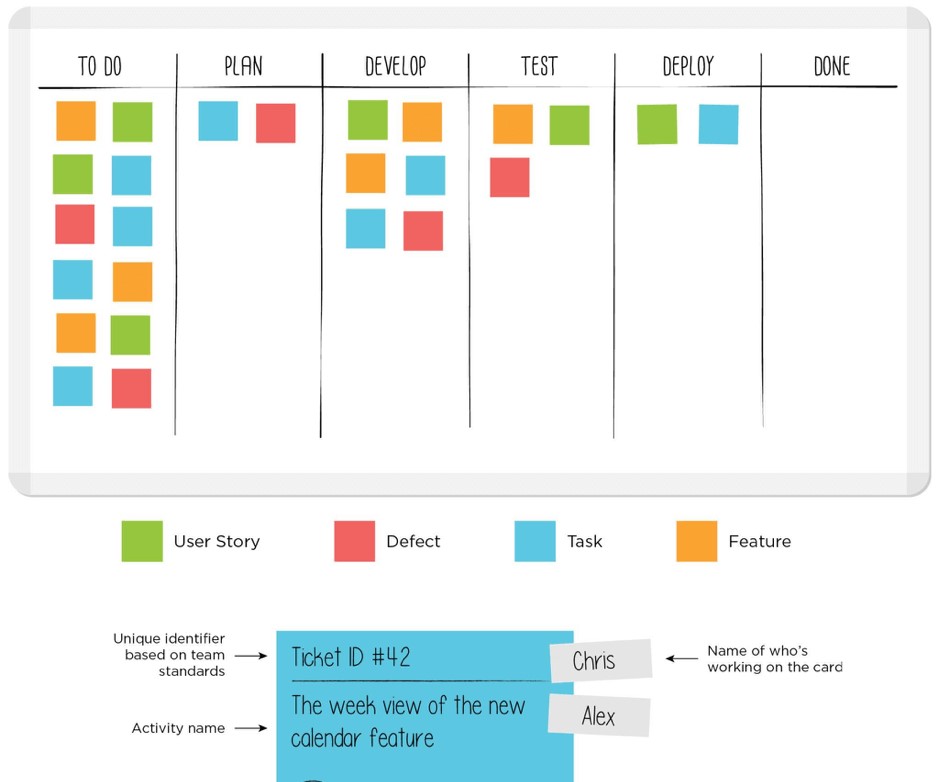 TO DO
PLAN
DEVELOP
TEST
DEPLOY
DONE
User Story
Defect
Task
Feature
Unique identifier
based on team
standards
Ticket ID #42
Chris
Name of who's
working on the card
Activity name
The week view of the new
calendar feature
Alex